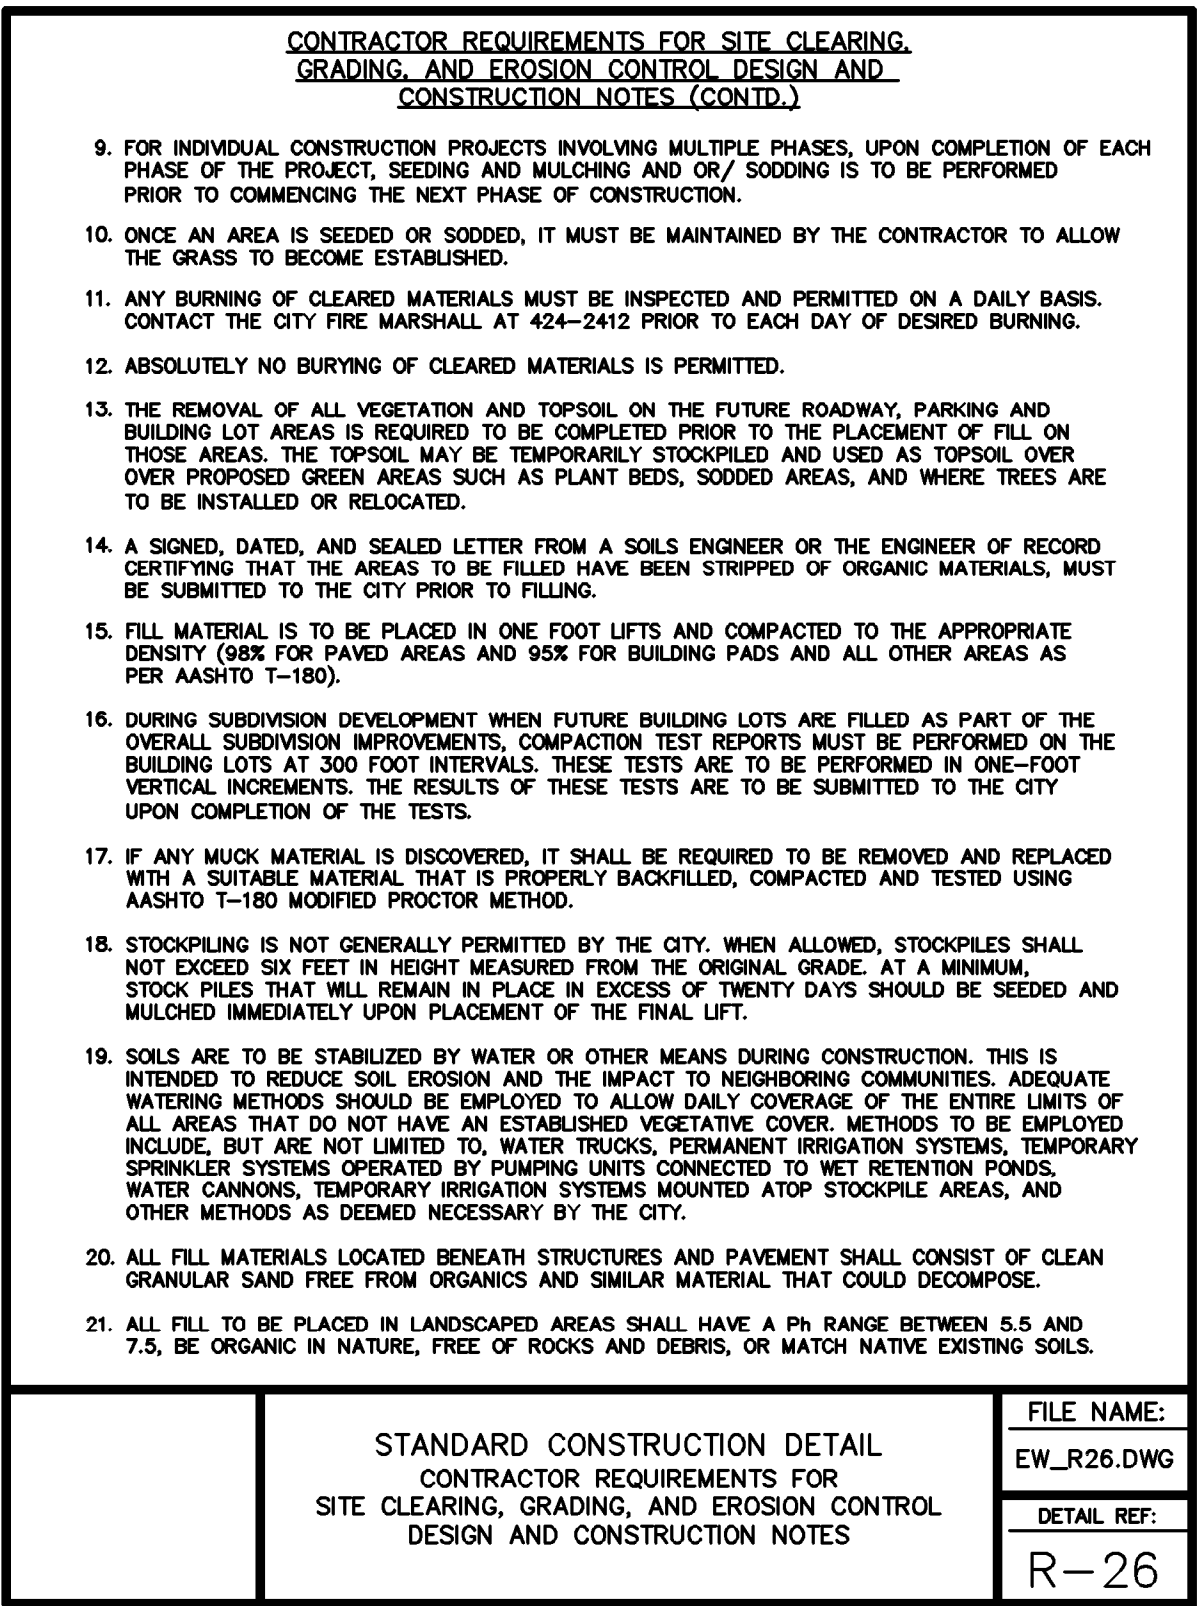 CONTRACTOR REQUIREMENTS FOR SITE CLEARING,
GRADING, AND EROSION CONTROL DESIGN AND
CONSTRUCTION NOTES (CONTD.)
9. FOR INDIVIDUAL CONSTRUCTION PROJECTS INVOLVING MULTIPLE PHASES, UPON COMPLETION OF EACH
PHASE OF THE PROJECT, SEEDING AND MULCHING AND OR/ SODDING IS TO BE PERFORMED
PRIOR TO COMMENCING THE NEXT PHASE OF CONSTRUCTION.
10. ONCE AN AREA IS SEEDED OR SODDED, IT MUST BE MAINTAINED BY THE CONTRACTOR TO ALLOW
THE GRASS TO BECOME ESTABLISHED.
11. ANY BURNING OF CLEARED MATERIALS MUST BE INSPECTED AND PERMITTED ON A DAILY BASIS.
CONTACT THE CITY FIRE MARSHALL AT 424-2412 PRIOR TO EACH DAY OF DESIRED BURNING.
12. ABSOLUTELY NO BURYING OF CLEARED MATERIALS IS PERMITTED.
13. THE REMOVAL OF ALL VEGETATION AND TOPSOIL ON THE FUTURE ROADWAY, PARKING AND
BUILDING LOT AREAS IS REQUIRED TO BE COMPLETED PRIOR TO THE PLACEMENT OF FILL ON
THOSE AREAS. THE TOPSOIL MAY BE TEMPORARILY STOCKPILED AND USED AS TOPSOIL OVER
OVER PROPOSED GREEN AREAS SUCH AS PLANT BEDS, SODDED AREAS, AND WHERE TREES ARE
TO BE INSTALLED OR RELOCATED.
14. A SIGNED, DATED, AND SEALED LETTER FROM A SOILS ENGINEER OR THE ENGINEER OF RECORD
CERTIFYING THAT THE AREAS TO BE FILLED HAVE BEEN STRIPPED OF ORGANIC MATERIALS, MUST
BE SUBMITTED TO THE CITY PRIOR TO FILLING.
15. FILL MATERIAL IS TO BE PLACED IN ONE FOOT LIFTS AND COMPACTED TO THE APPROPRIATE
DENSITY (98% FOR PAVED AREAS AND 95% FOR BUILDING PADS AND ALL OTHER AREAS AS
PER AASHTO T-180).
16. DURING SUBDIVISION DEVELOPMENT WHEN FUTURE BUILDING LOTS ARE FILLED AS PART OF THE
OVERALL SUBDIVISION IMPROVEMENTS, COMPACTION TEST REPORTS MUST BE PERFORMED ON THE
BUILDING LOTS AT 300 FOOT INTERVALS. THESE TESTS ARE TO BE PERFORMED IN ONE-FOOT
VERTICAL INCREMENTS. THE RESULTS OF THESE TESTS ARE TO BE SUBMITTED TO THE CITY
UPON COMPLETION OF THE TESTS.
17. IF ANY MUCK MATERIAL IS DISCOVERED, IT SHALL BE REQUIRED TO BE REMOVED AND REPLACED
WITH A SUITABLE MATERIAL THAT IS PROPERLY BACKFILLED, COMPACTED AND TESTED USING
AASHTO T-180 MODIFIED PROCTOR METHOD.
18. STOCKPILING IS NOT GENERALLY PERMITTED BY THE CITY. WHEN ALLOWED, STOCKPILES SHALL
NOT EXCEED SIX FEET IN HEIGHT MEASURED FROM THE ORIGINAL GRADE. AT A MINIMUM,
STOCK PILES THAT WILL REMAIN IN PLACE IN EXCESS OF TWENTY DAYS SHOULD BE SEEDED AND
MULCHED IMMEDIATELY UPON PLACEMENT OF THE FINAL LIFT.
19. SOILS ARE TO BE STABILIZED BY WATER OR OTHER MEANS DURING CONSTRUCTION. THIS IS
INTENDED TO REDUCE SOIL EROSION AND THE IMPACT TO NEIGHBORING COMMUNITIES. ADEQUATE
WATERING METHODS SHOULD BE EMPLOYED TO ALLOW DAILY COVERAGE OF THE ENTIRE LIMITS OF
ALL AREAS THAT DO NOT HAVE AN ESTABLISHED VEGETATIVE COVER. METHODS TO BE EMPLOYED
INCLUDE, BUT ARE NOT LIMITED TO, WATER TRUCKS, PERMANENT IRRIGATION SYSTEMS, TEMPORARY
SPRINKLER SYSTEMS OPERATED BY PUMPING UNITS CONNECTED TO WET RETENTION PONDS,
WATER CANNONS, TEMPORARY IRRIGATION SYSTEMS MOUNTED ATOP STOCKPILE AREAS, AND
OTHER METHODS AS DEEMED NECESSARY BY THE CITY.
20. ALL FILL MATERIALS LOCATED BENEATH STRUCTURES AND PAVEMENT SHALL CONSIST OF CLEAN
GRANULAR SAND FREE FROM ORGANICS AND SIMILAR MATERIAL THAT COULD DECOMPOSE.
21. ALL FILL TO BE PLACED IN LANDSCAPED AREAS SHALL HAVE A Ph RANGE BETWEEN 5.5 AND
7.5, BE ORGANIC IN NATURE, FREE OF ROCKS AND DEBRIS, OR MATCH NATIVE EXISTING SOILS.
STANDARD CONSTRUCTION DETAIL
CONTRACTOR REQUIREMENTS FOR
SITE CLEARING, GRADING, AND EROSION CONTROL
DESIGN AND CONSTRUCTION NOTES
FILE NAME:
EW_R26.DWG
DETAIL REF:
R-26